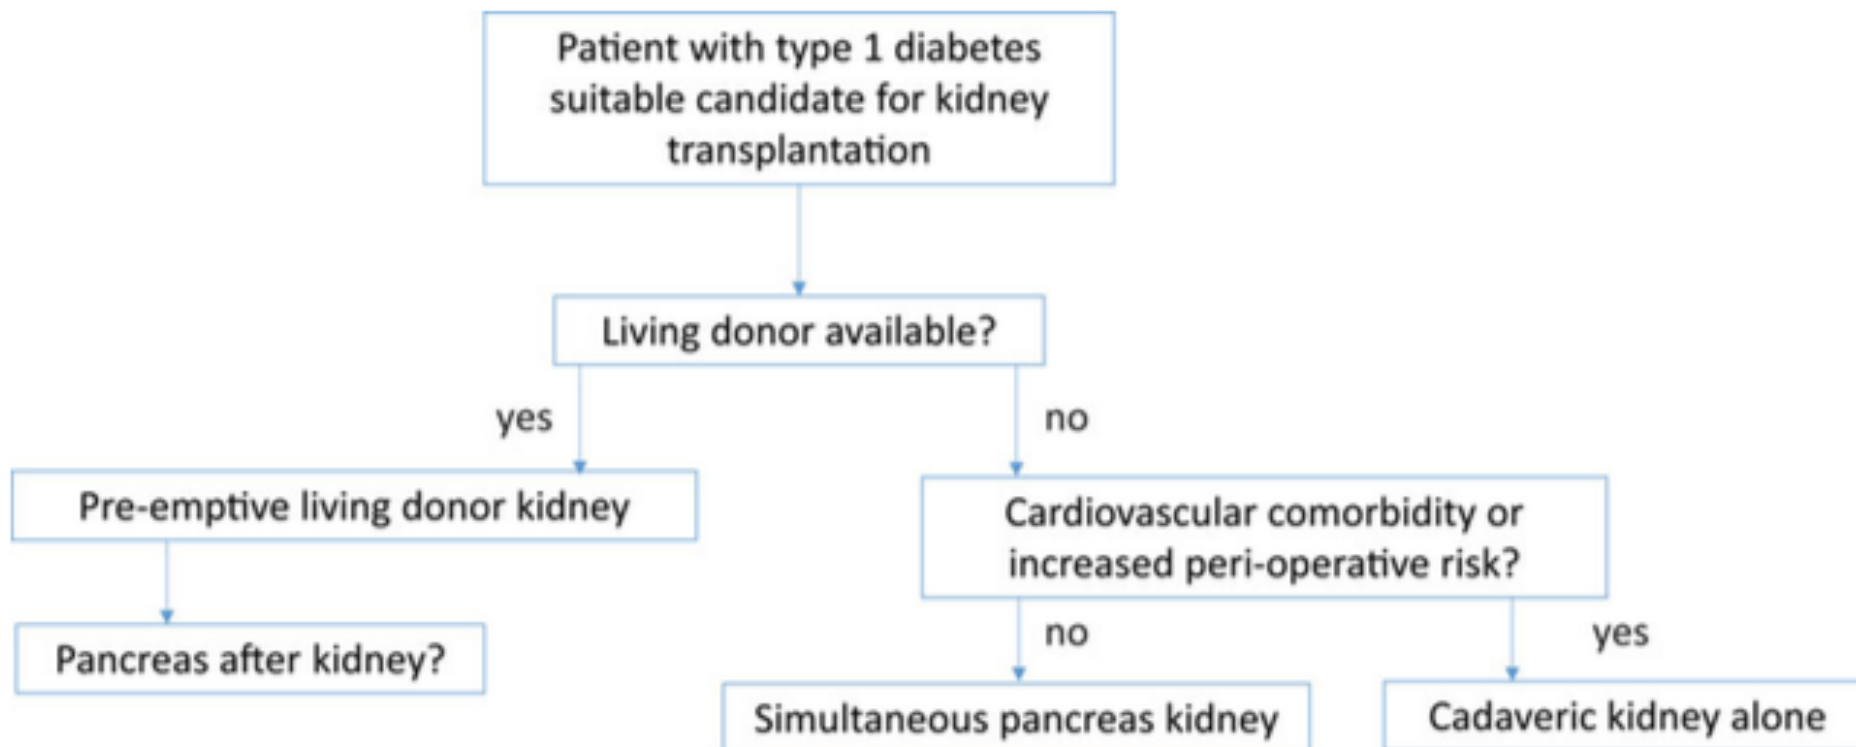 Patient with type 1 diabetes
suitable candidate for kidney
transplantation
Living donor available?
yes
no
Pre-emptive living donor kidney
Cardiovascular comorbidity or
increased peri-operative risk?
Pancreas after kidney?
no
yes
Simultaneous pancreas kidney
Cadaveric kidney alone